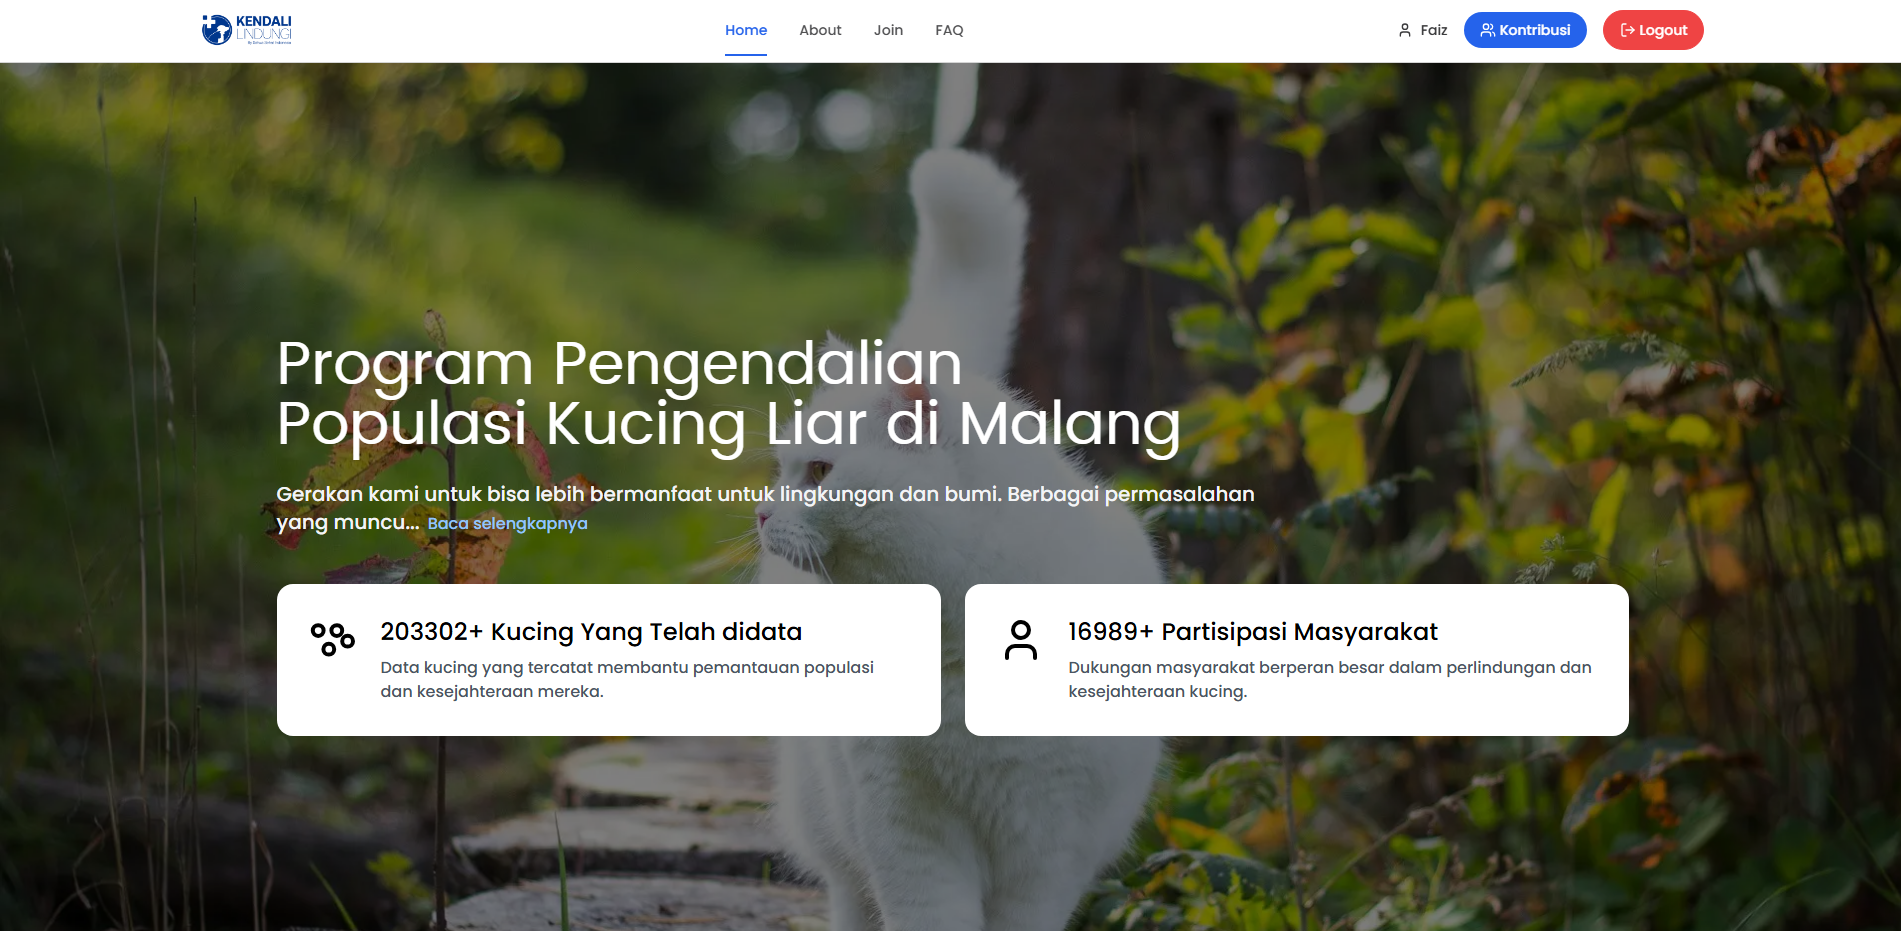 KENDALI
LINDUNGI
Home
About
Join
FAQ
Faiz
Kontribusi
Logout
Program Pengendalian
Populasi Kucing Liar di Malang
Gerakan kami untuk bisa lebih bermanfaat untuk lingkungan dan bumi. Berbagai permasalahan
yang muncu... Baca selengkapnya
203302+ Kucing Yang Telah didata
Data kucing yang tercatat membantu pemantauan populasi
dan kesejahteraan mereka.
16989+ Partisipasi Masyarakat
Dukungan masyarakat berperan besar dalam perlindungan dan
kesejahteraan kucing.